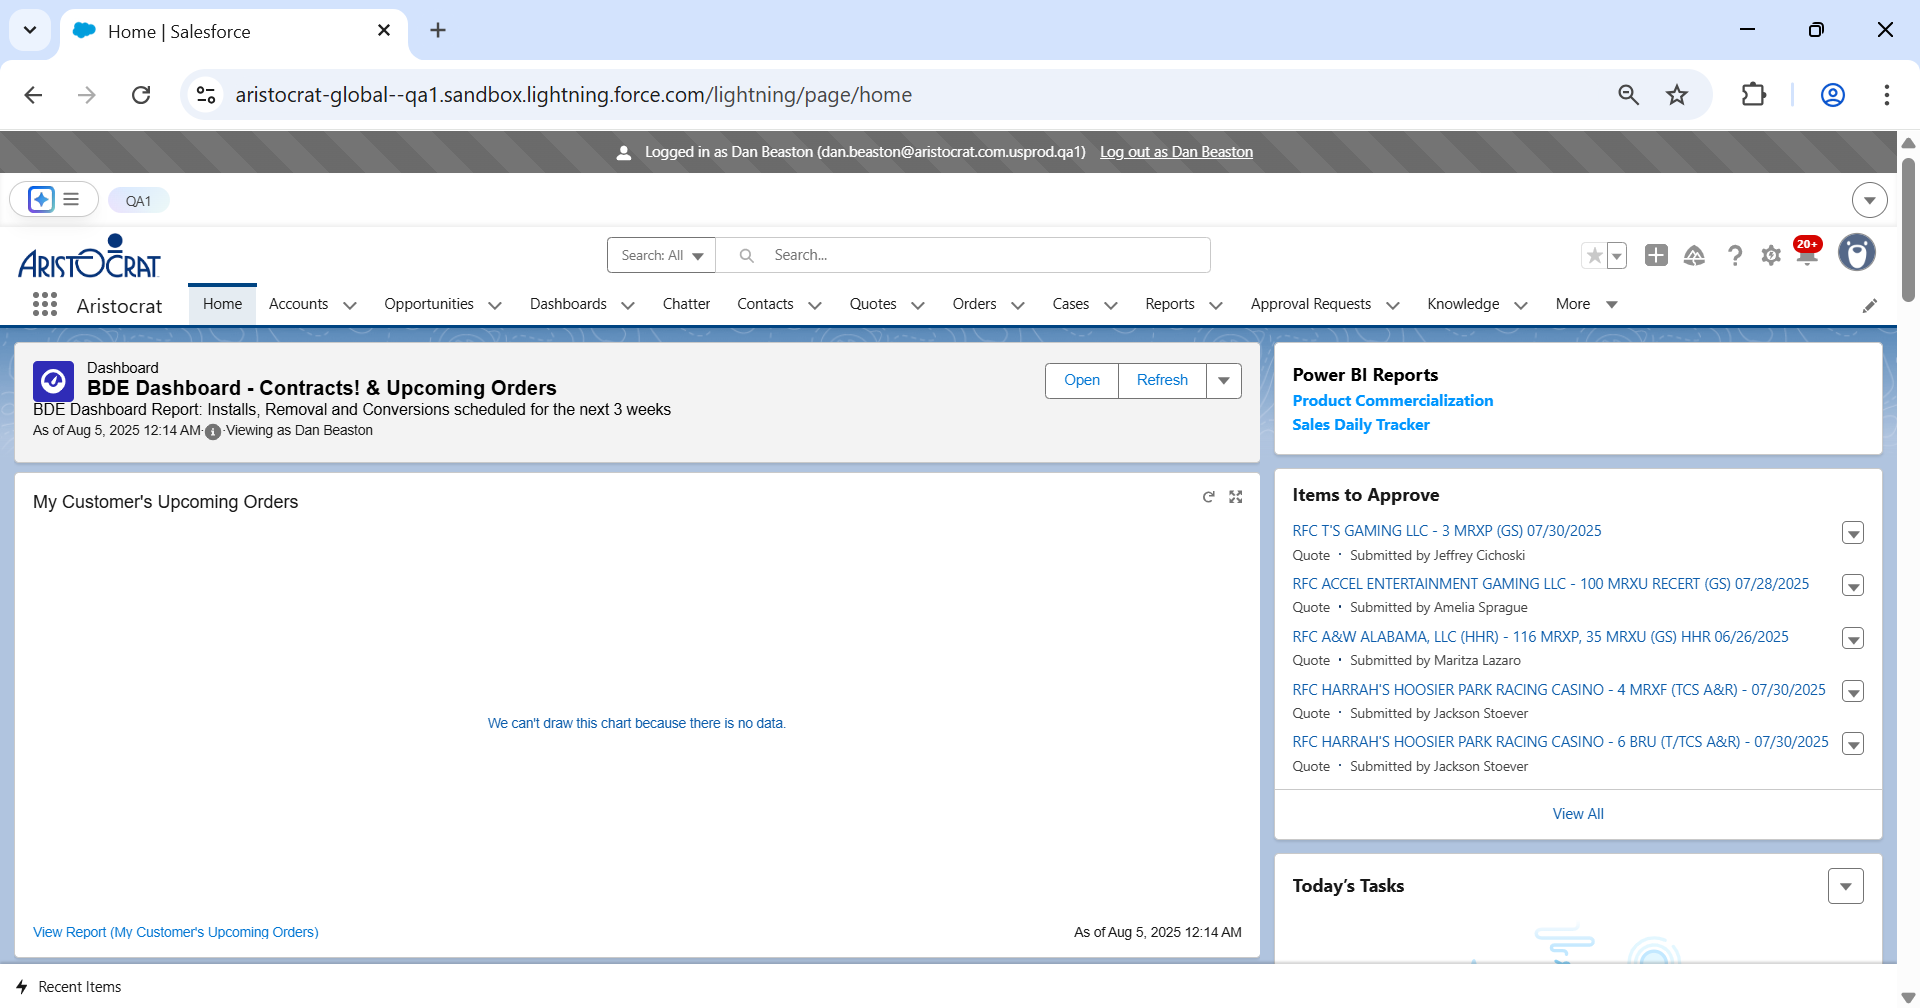 Home | Salesforce
aristocrat-global--qa1.sandbox.lightning.force.com/lightning/page/home
Logged in as Dan Beaston (dan.beaston@aristocrat.com.usprod.qa1) Log out as Dan Beaston
QA1
ARISTOCRAT
Search: All
Search...
20+
Aristocrat
Home
Accounts
Opportunities
Dashboards
Chatter
Contacts
Quotes
Orders
Cases
Reports
Approval Requests
Knowledge
More
Dashboard
BDE Dashboard - Contracts! & Upcoming Orders
BDE Dashboard Report: Installs, Removal and Conversions scheduled for the next 3 weeks
As of Aug 5, 2025 12:14 AM·Viewing as Dan Beaston
Open
Refresh
My Customer's Upcoming Orders
We can't draw this chart because there is no data.
View Report (My Customer's Upcoming Orders)
As of Aug 5, 2025 12:14 AM
Power BI Reports
Product Commercialization
Sales Daily Tracker
Items to Approve
RFC T'S GAMING LLC - 3 MRXP (GS) 07/30/2025
Quote · Submitted by Jeffrey Cichoski
RFC ACCEL ENTERTAINMENT GAMING LLC - 100 MRXU RECERT (GS) 07/28/2025
Quote · Submitted by Amelia Sprague
RFC A&W ALABAMA, LLC (HHR) - 116 MRXP, 35 MRXU (GS) HHR 06/26/2025
Quote · Submitted by Maritza Lazaro
RFC HARRAH'S HOOSIER PARK RACING CASINO - 4 MRXF (TCS A&R) - 07/30/2025
Quote · Submitted by Jackson Stoever
RFC HARRAH'S HOOSIER PARK RACING CASINO - 6 BRU (T/TCS A&R) - 07/30/2025
Quote · Submitted by Jackson Stoever
View All
Today's Tasks
Recent Items